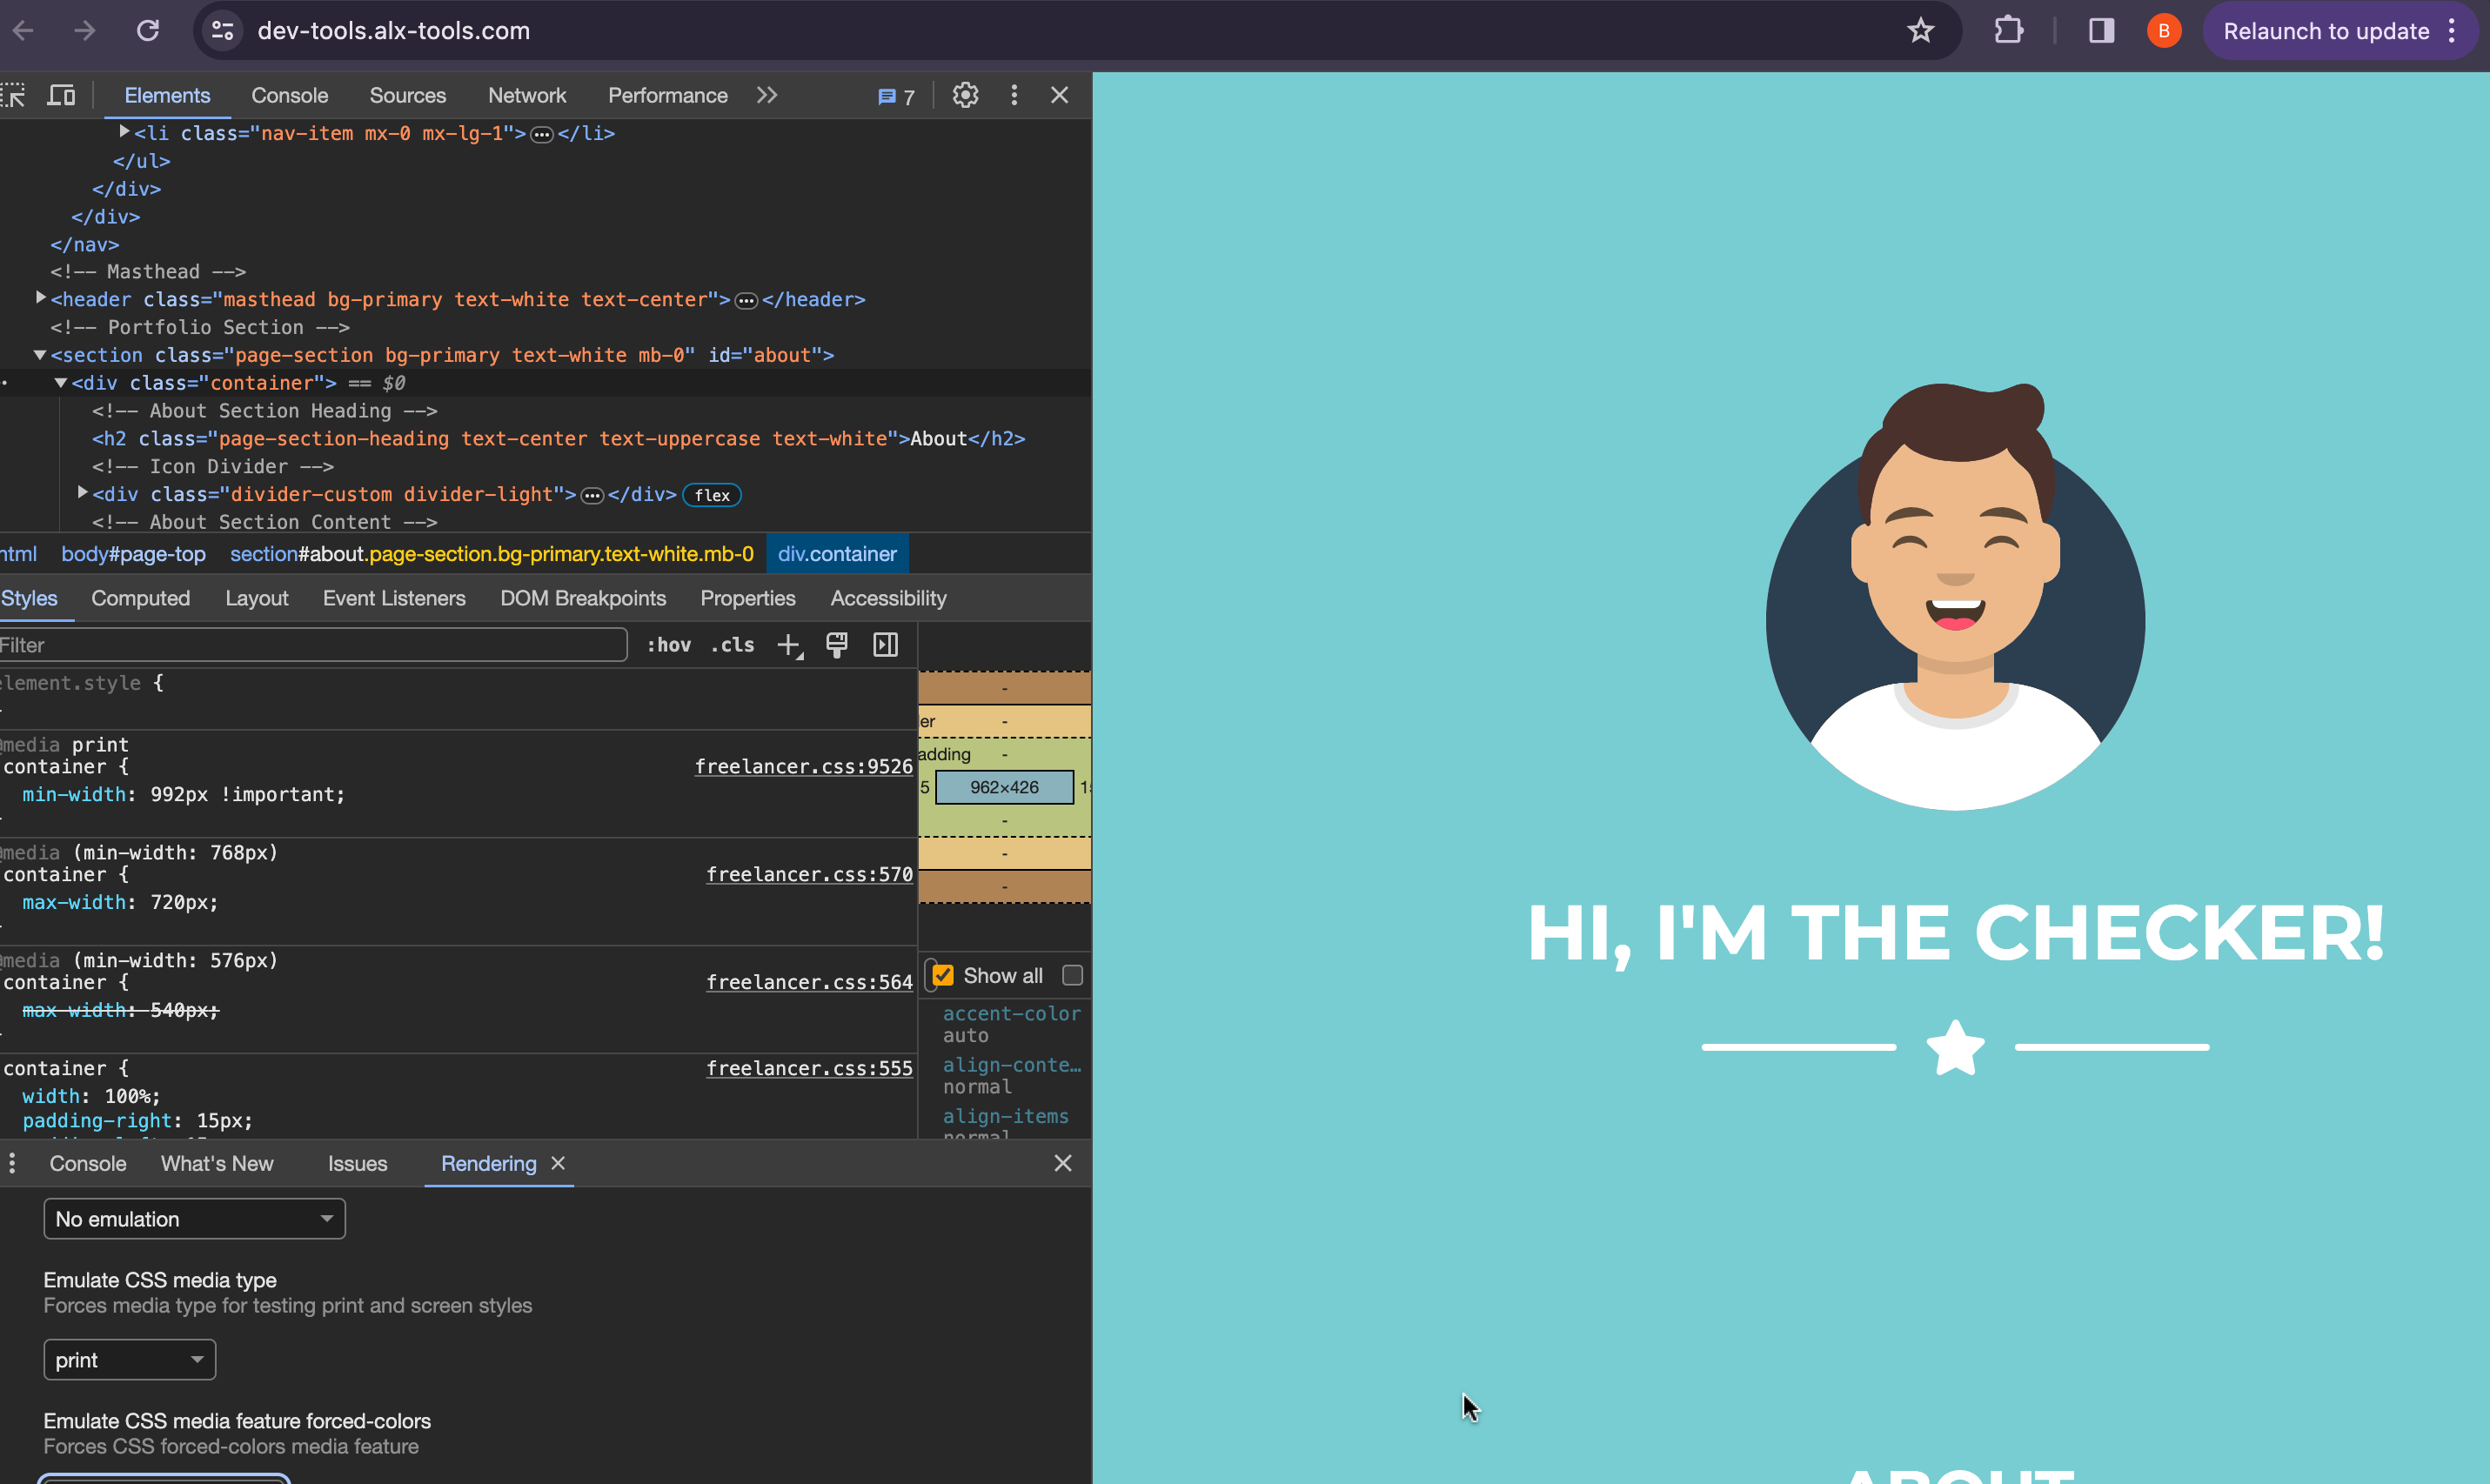 dev-tools.alx-tools.com
B
Relaunch to update
Elements Console Sources Network Performance 7
<li class="nav-item mx-0 mx-lg-1">…</li>
</ul>
</div>
</div>
</nav>
<!-- Masthead -->
<header class="masthead bg-primary text-white text-center">…</header>
<!-- Portfolio Section -->
<section class="page-section bg-primary text-white mb-0" id="about">
<div class="container"> == $0
<!-- About Section Heading -->
<h2 class="page-section-heading text-center text-uppercase text-white">About</h2>
<!-- Icon Divider -->
<div class="divider-custom divider-light">…</div> flex
<!-- About Section Content -->
html body#page-top section#about.page-section.bg-primary.text-white.mb-0 div.container
Styles Computed Layout Event Listeners DOM Breakpoints Properties Accessibility
Filter :hov .cls
element.style {
@media print
container { freelancer.css:9526
min-width: 992px !important;
@media (min-width: 768px)
container { freelancer.css:570
max-width: 720px;
@media (min-width: 576px)
container { freelancer.css:564
max-width: 540px;
container { freelancer.css:555
width: 100%;
padding-right: 15px;
-
er -
adding -
5 962×426 15
-
-
-
Show all
accent-color
auto
align-conte…
normal
align-items
normal
Console What's New Issues Rendering
No emulation
Emulate CSS media type
Forces media type for testing print and screen styles
print
Emulate CSS media feature forced-colors
Forces CSS forced-colors media feature
HI, I'M THE CHECKER!
ABOUT